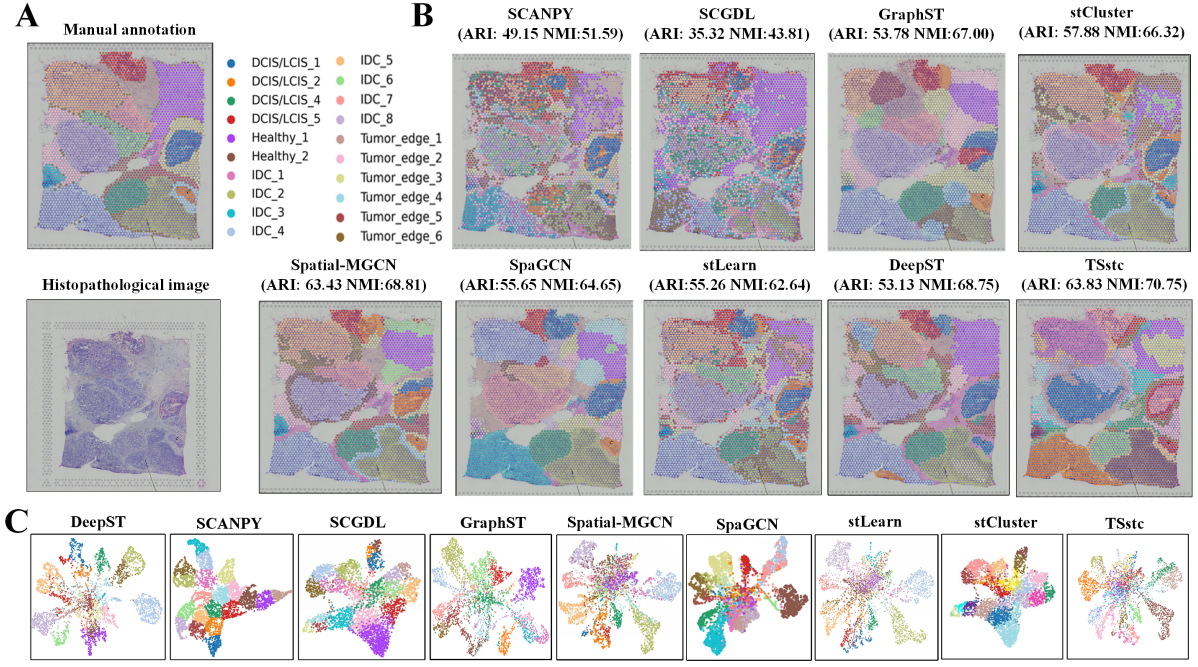 A
Manual annotation
DCIS/LCIS_1
DCIS/LCIS_2
DCIS/LCIS_4
DCIS/LCIS_5
Healthy_1
Healthy_2
IDC_1
IDC_2
IDC_3
IDC_4
IDC_5
IDC_6
IDC_7
IDC_8
Tumor_edge_1
Tumor_edge_2
Tumor_edge_3
Tumor_edge_4
Tumor_edge_5
Tumor_edge_6
Histopathological image
B
SCANPY
(ARI: 49.15 NMI:51.59)
SCGDL
(ARI: 35.32 NMI:43.81)
GraphST
(ARI: 53.78 NMI:67.00)
stCluster
(ARI: 57.88 NMI:66.32)
Spatial-MGCN
(ARI: 63.43 NMI:68.81)
SpaGCN
(ARI:55.65 NMI:64.65)
stLearn
(ARI:55.26 NMI:62.64)
DeepST
(ARI: 53.13 NMI:68.75)
TSstc
(ARI: 63.83 NMI:70.75)
C
DeepST
SCANPY
SCGDL
GraphST
Spatial-MGCN
SpaGCN
stLearn
stCluster
TSstc